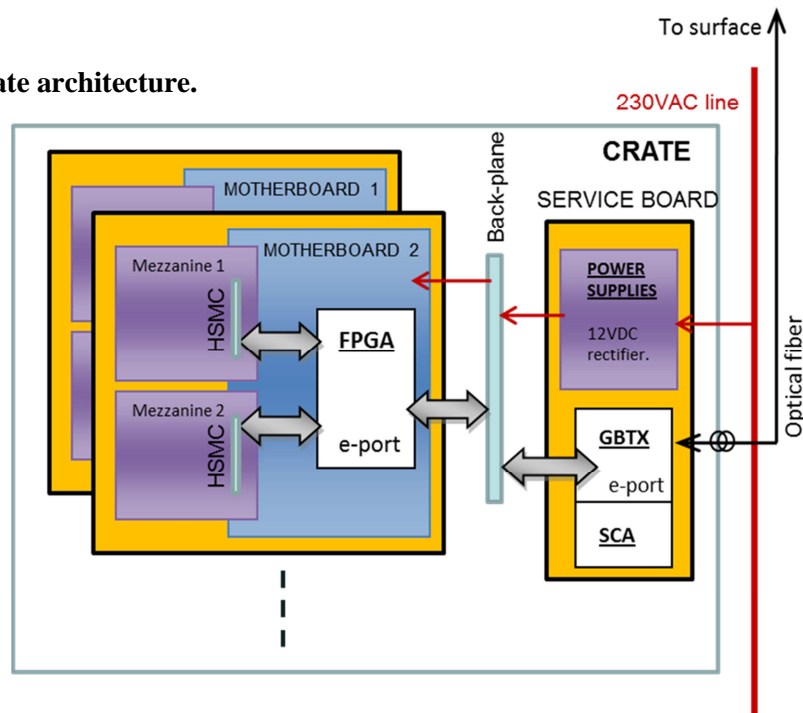 To surface
ate architecture.
230VAC line
CRATE
Back-plane
SERVICE BOARD
MOTHERBOARD 1
MOTHERBOARD 2
Mezzanine 1
HSMC
FPGA
e-port
Mezzanine 2
HSMC
POWER
SUPPLIES
12VDC
rectifier.
GBTX
e-port
SCA
Optical fiber